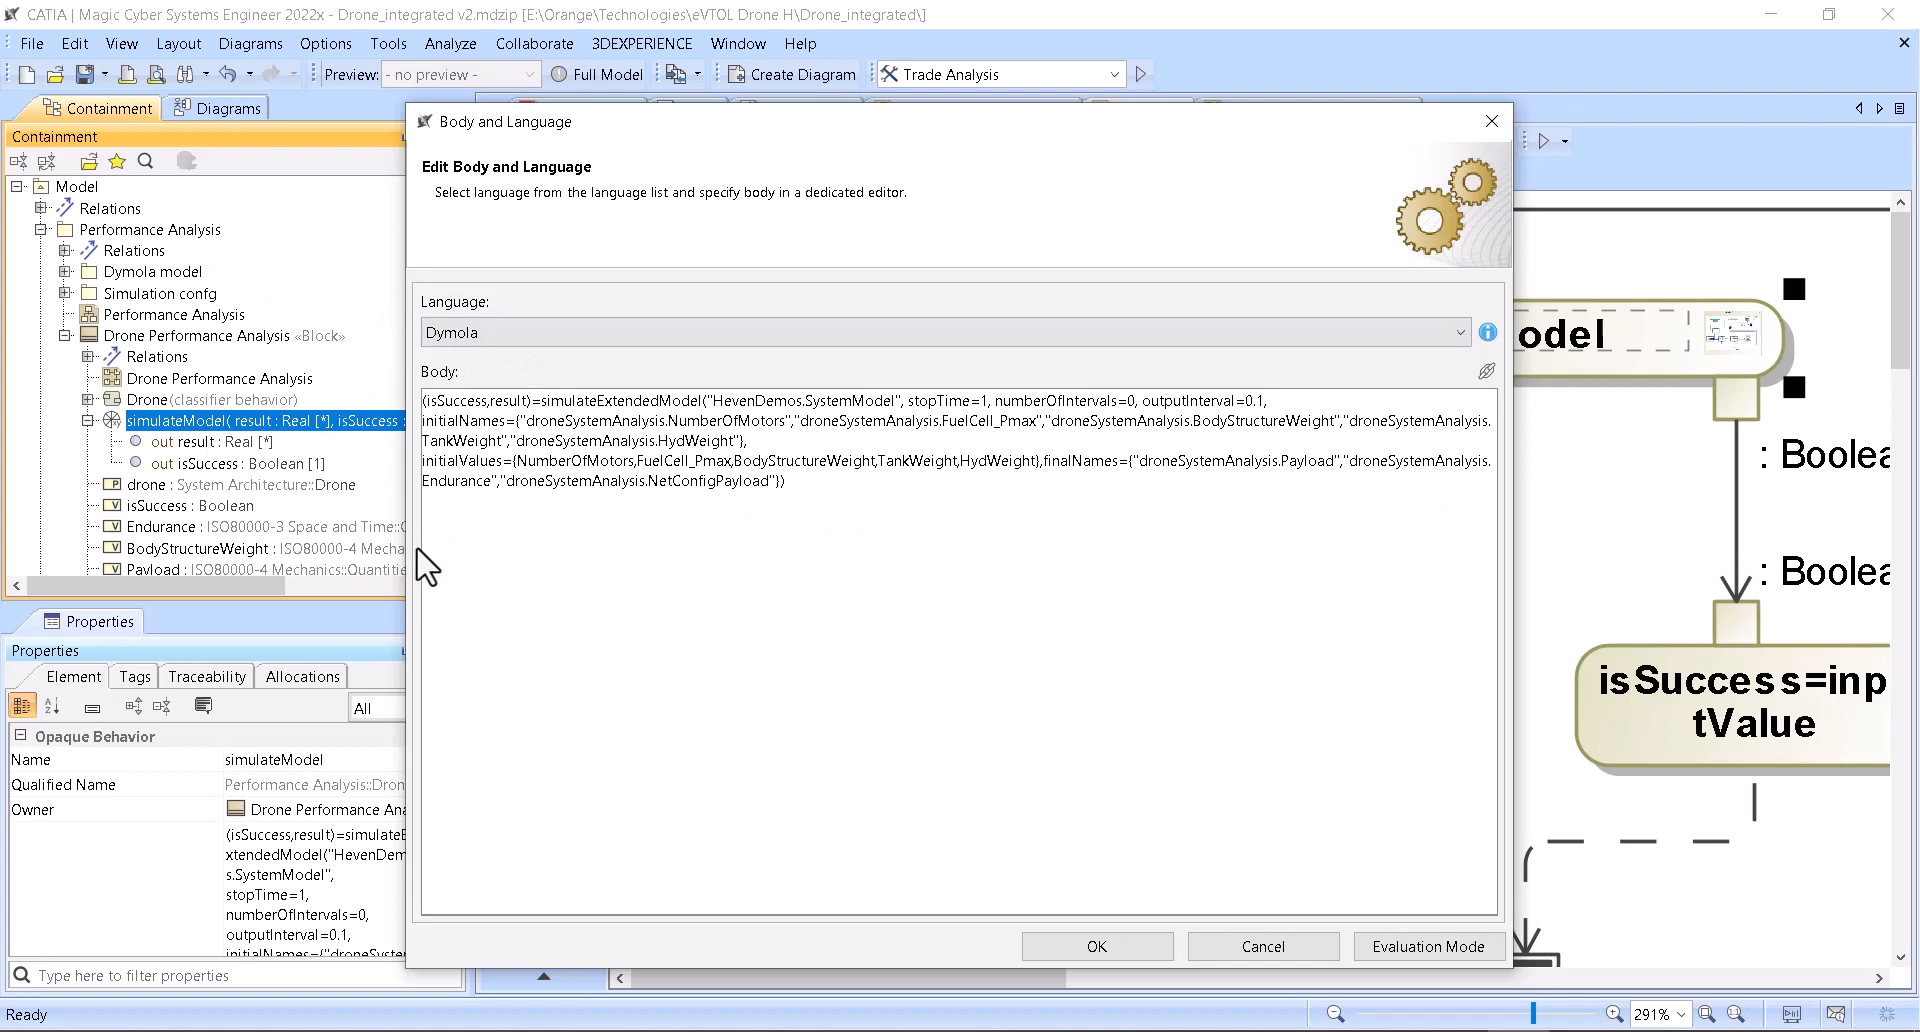 CATIA | Magic Cyber Systems Engineer 2022x - Drone_integrated v2.mdzip [E:\Orange\Technologies\eVTOL Drone H\Drone_integrated\]
File Edit View Layout Diagrams Options Tools Analyze Collaborate 3DEXPERIENCE Window Help
Preview: - no preview - Full Model Create Diagram Trade Analysis
Containment Diagrams
Containment
Model
Relations
Performance Analysis
Relations
Dymola model
Simulation confg
Performance Analysis
Drone Performance Analysis «Block»
Relations
Drone Performance Analysis
Drone(classifier behavior)
simulateModel( result : Real [*], isSuccess :
out result : Real [*]
out isSuccess : Boolean [1]
drone : System Architecture::Drone
isSuccess : Boolean
Endurance : ISO80000-3 Space and Time::
BodyStructureWeight : ISO80000-4 Mecha
Payload : ISO80000-4 Mechanics::Quantitie
Properties
Properties
Element Tags Traceability Allocations
All
Opaque Behavior
Name simulateModel
Qualified Name Performance Analysis::Dron
Owner Drone Performance Ana
(isSuccess,result)=simulateE
xtendedModel("HevenDem
s.SystemModel",
stopTime=1,
numberOfIntervals=0,
outputInterval=0.1,
initialNames={"droneSyster
Type here to filter properties
Ready
Body and Language
Edit Body and Language
Select language from the language list and specify body in a dedicated editor.
Language:
Dymola
Body:
(isSuccess,result)=simulateExtendedModel("HevenDemos.SystemModel", stopTime=1, numberOfIntervals=0, outputInterval=0.1,
initialNames={"droneSystemAnalysis.NumberOfMotors","droneSystemAnalysis.FuelCell_Pmax","droneSystemAnalysis.BodyStructureWeight","droneSystemAnalysis.
TankWeight","droneSystemAnalysis.HydWeight"},
initialValues={NumberOfMotors,FuelCell_Pmax,BodyStructureWeight,TankWeight,HydWeight},finalNames={"droneSystemAnalysis.Payload","droneSystemAnalysis.
Endurance","droneSystemAnalysis.NetConfigPayload"})
OK Cancel Evaluation Mode
odel
: Boolea
: Boolea
isSuccess=inp
tValue
291%